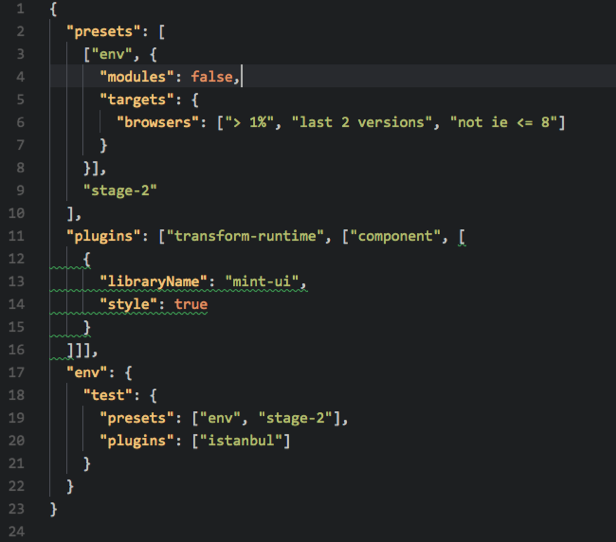 1 {
2 "presets": [
3 ["env", {
4 "modules": false,
5 "targets": {
6 "browsers": ["> 1%", "last 2 versions", "not ie <= 8"]
7 }
8 }],
9 "stage-2"
10 ],
11 "plugins": ["transform-runtime", ["component", [
12 {
13 "libraryName": "mint-ui",
14 "style": true
15 }
16 ]]],
17 "env": {
18 "test": {
19 "presets": ["env", "stage-2"],
20 "plugins": ["istanbul"]
21 }
22 }
23 }
24